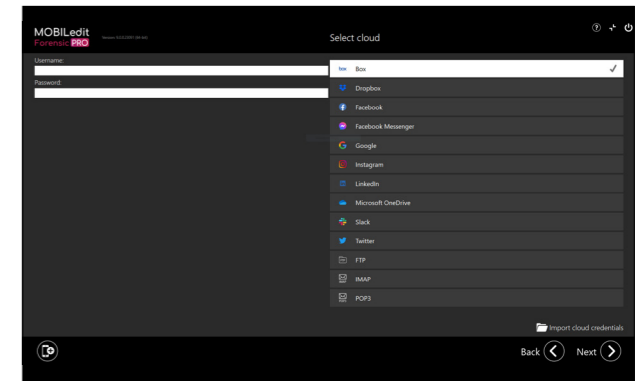 MOBILedit
Forensic PRO
Select cloud
Username:
Password:
Box
Dropbox
Facebook
Facebook Messenger
Google
Instagram
LinkedIn
Microsoft OneDrive
Slack
Twitter
FTP
IMAP
POP3
Import cloud credentials
Back
Next